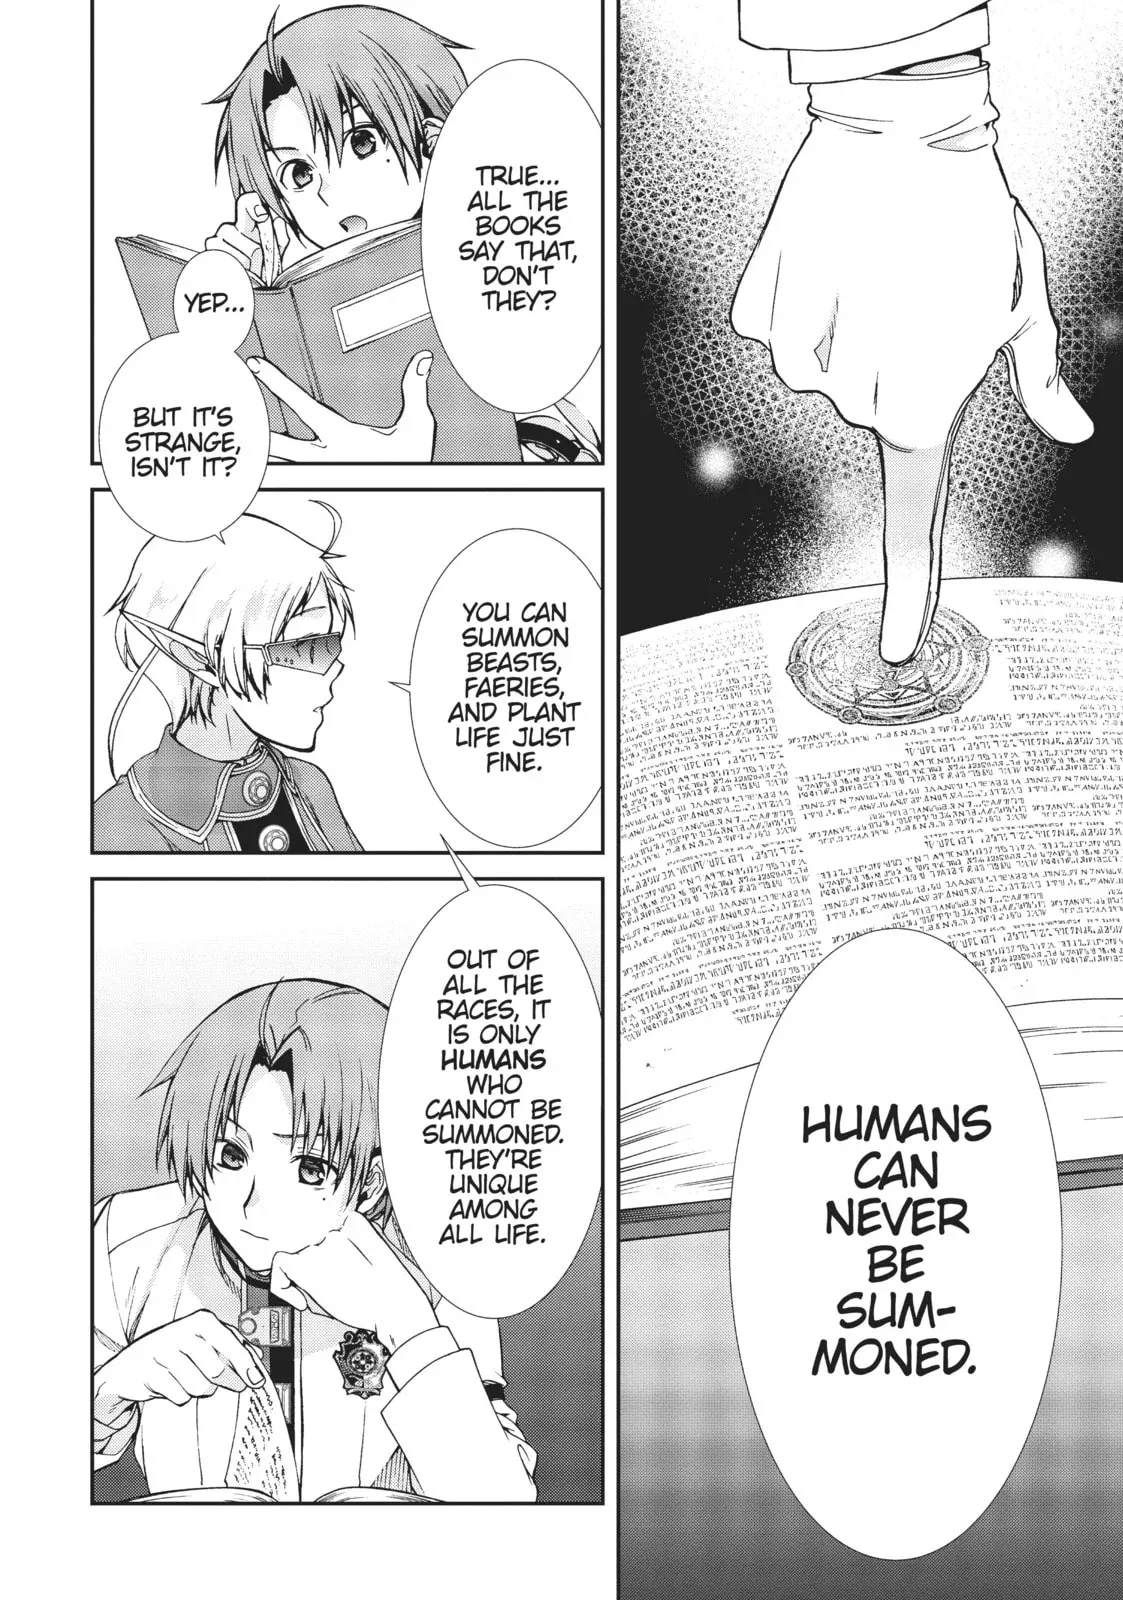 HUMANS
CAN
NEVER
BE
SUM-
MONED.
TRUE...
ALL THE
BOOKS
SAY THAT,
DON'T
THEY?
YEP...
BUT IT'S
STRANGE,
ISN'T IT?
YOU CAN
SUMMON
BEASTS,
FAERIES,
AND PLANT
LIFE JUST
FINE.
OUT OF
ALL THE
RACES, IT
IS ONLY
HUMANS
WHO
CANNOT BE
SUMMONED.
THEY'RE
UNIQUE
AMONG
ALL LIFE.